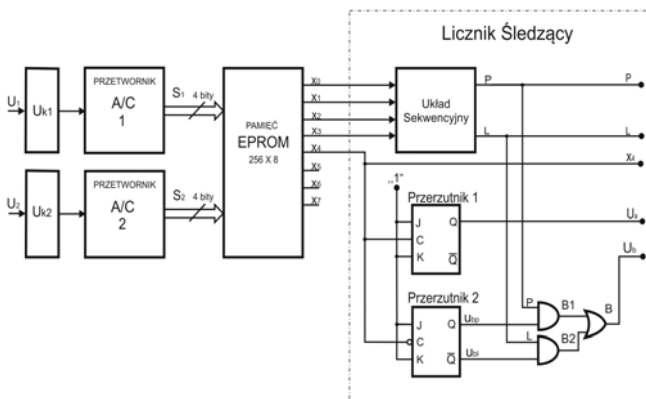 Licznik Śledzący
U1
Uk1
PRZETWORNIK
A/C
1
S1
4 bity
U2
Uk2
PRZETWORNIK
A/C
2
S2
4 bity
PAMIĘĆ
EPROM
256 X 8
X0
X1
X2
X3
X4
X5
X6
X7
Układ
Sekwencyjny
P
L
P
L
X4
„1"
Przerzutnik 1
J
Q
C
K
Q̅
Ua
Ub
Przerzutnik 2
J
Q
C
K
Q̅
ubp
ubl
P
B1
B
L
B2